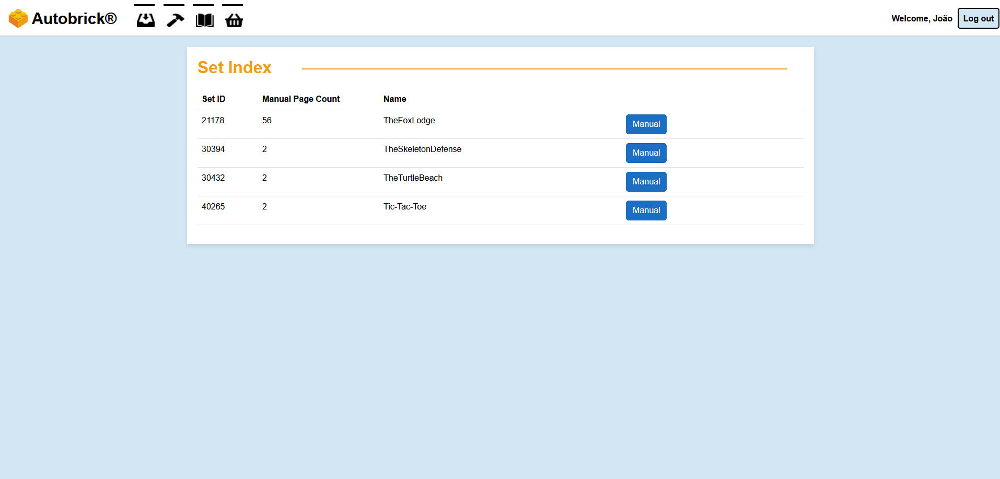 Autobrick®
Welcome, João
Log out
Set Index
Set ID Manual Page Count Name
21178 56 TheFoxLodge Manual
30394 2 TheSkeletonDefense Manual
30432 2 TheTurtleBeach Manual
40265 2 Tic-Tac-Toe Manual